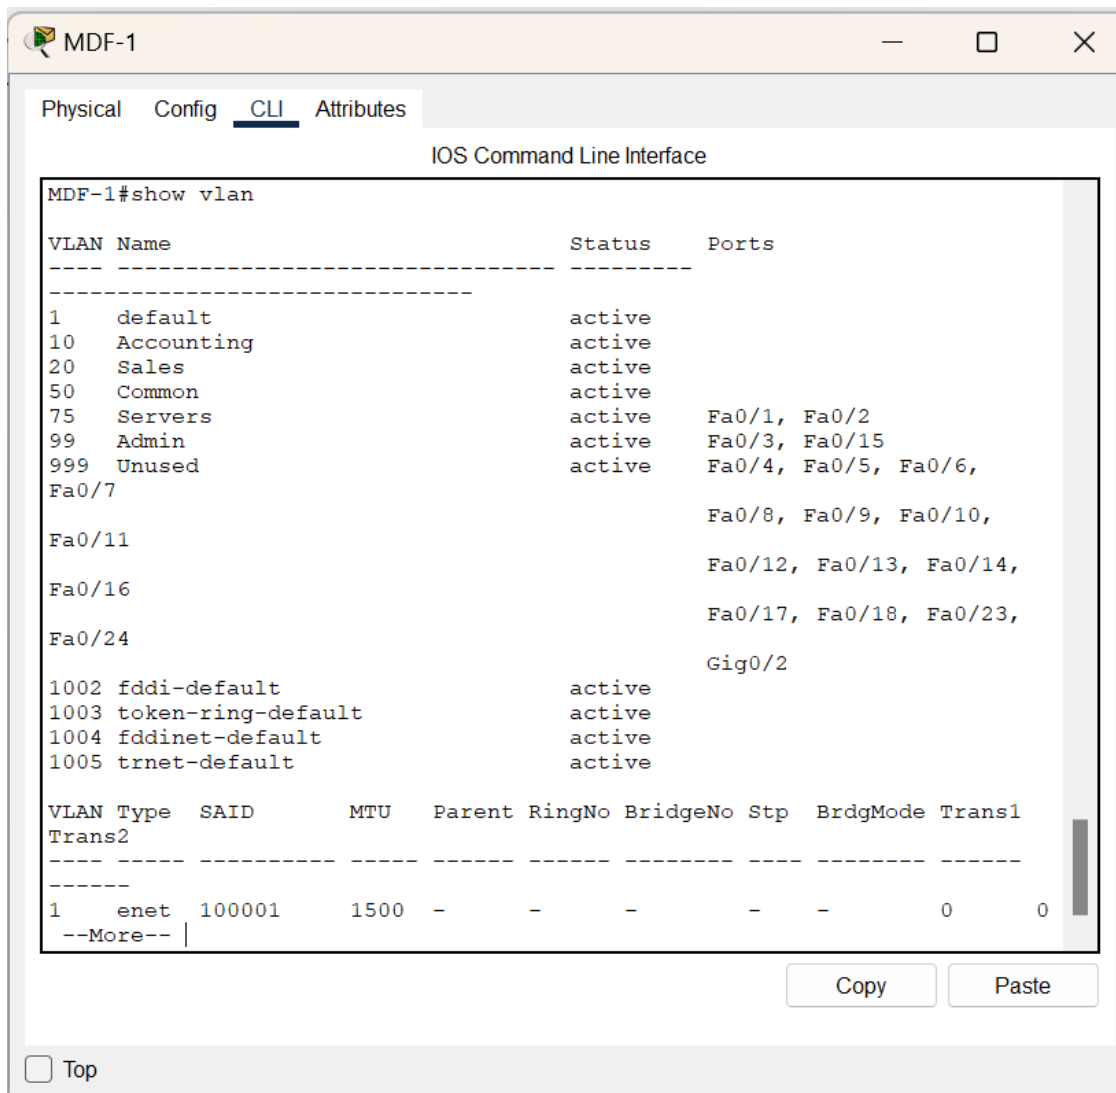 MDF-1
Physical Config CLI Attributes
IOS Command Line Interface
MDF-1#show vlan
VLAN Name                             Status    Ports
---- -------------------------------- ---------
-------------------------------
1    default                          active
10   Accounting                       active
20   Sales                            active
50   Common                           active
75   Servers                          active    Fa0/1, Fa0/2
99   Admin                            active    Fa0/3, Fa0/15
999  Unused                           active    Fa0/4, Fa0/5, Fa0/6,
Fa0/7
                                                Fa0/8, Fa0/9, Fa0/10,
Fa0/11
                                                Fa0/12, Fa0/13, Fa0/14,
Fa0/16
                                                Fa0/17, Fa0/18, Fa0/23,
Fa0/24
                                                Gig0/2
1002 fddi-default                     active
1003 token-ring-default               active
1004 fddinet-default                  active
1005 trnet-default                    active
VLAN Type  SAID       MTU   Parent RingNo BridgeNo Stp  BrdgMode Trans1
Trans2
---- ----- ---------- ----- ------ ------ -------- ---- -------- ------
------
1    enet  100001     1500  -      -      -        -    -        0      0
 --More--
Copy Paste
Top